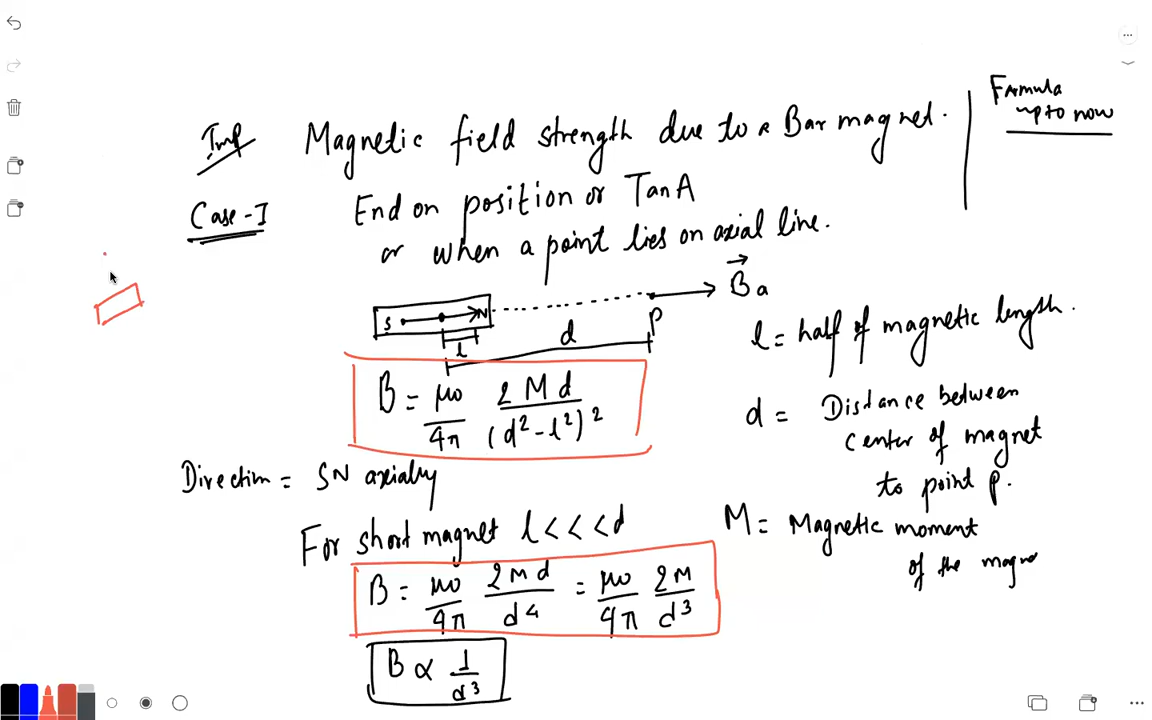 Imp Magnetic field strength due to a Bar magnet.
Formula
upto now
Case-I End on position or Tan A
or when a point lies on axial line.
S N l d P B⃗a
l = half of magnetic length.
B = μ0/4π 2Md/(d²-l²)²
d = Distance between
center of magnet
to point P.
Direction = SN axially
For short magnet l<<<d
M = Magnetic moment
of the magne
B = μ0/4π 2Md/d⁴ = μ0/4π 2M/d³
B ∝ 1/d³